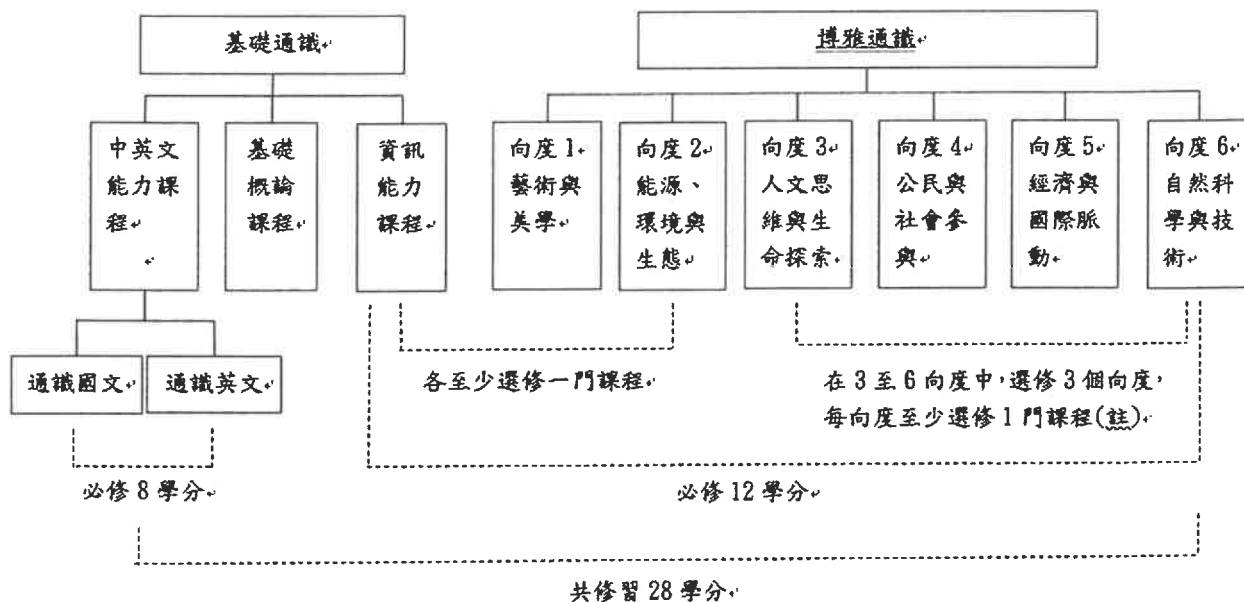 基礎通識
博雅通識
中英文
能力課
程
基礎
概論
課程
資訊
能力
課程
向度 1
藝術與
美學
向度 2
能源、
環境與
生態
向度 3
人文思
維與生
命探索
向度 4
公民與
社會參
與
向度 5
經濟與
國際脈
動
向度 6
自然科
學與技
術
通識國文
通識英文
各至少選修一門課程
在 3 至 6 向度中,選修 3 個向度,
每向度至少選修 1 門課程(註)
必修 8 學分
必修 12 學分
共修習 28 學分